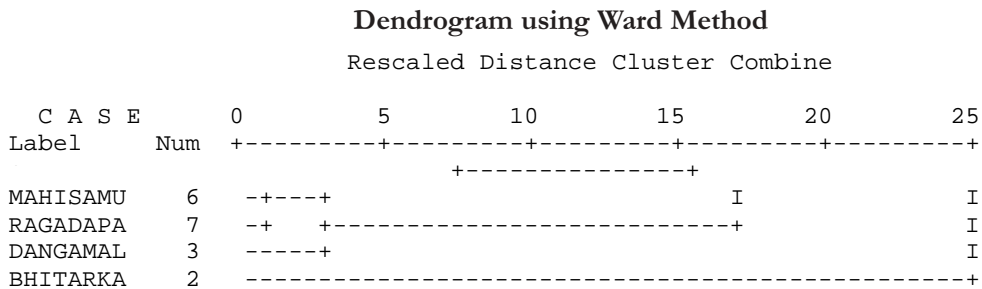 Dendrogram using Ward Method
Rescaled Distance Cluster Combine
C A S E 0 5 10 15 20 25
Label Num +---------+---------+---------+---------+---------+
+---------------+
MAHISAMU 6 -+---+ I I
RAGADAPA 7 -+ +---------------------------+ I
DANGAMAL 3 -----+ I
BHITARKA 2 -------------------------------------------------+